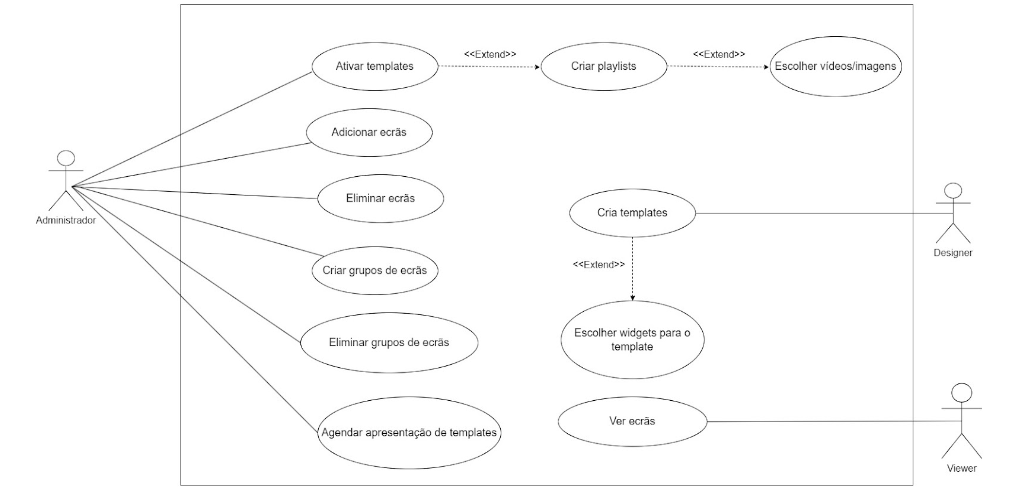 Ativar templates
<<Extend>>
Criar playlists
<<Extend>>
Escolher vídeos/imagens
Adicionar ecrãs
Eliminar ecrãs
Administrador
Cria templates
Designer
<<Extend>>
Criar grupos de ecrãs
Eliminar grupos de ecrãs
Escolher widgets para o
template
Agendar apresentação de templates
Ver ecrãs
Viewer